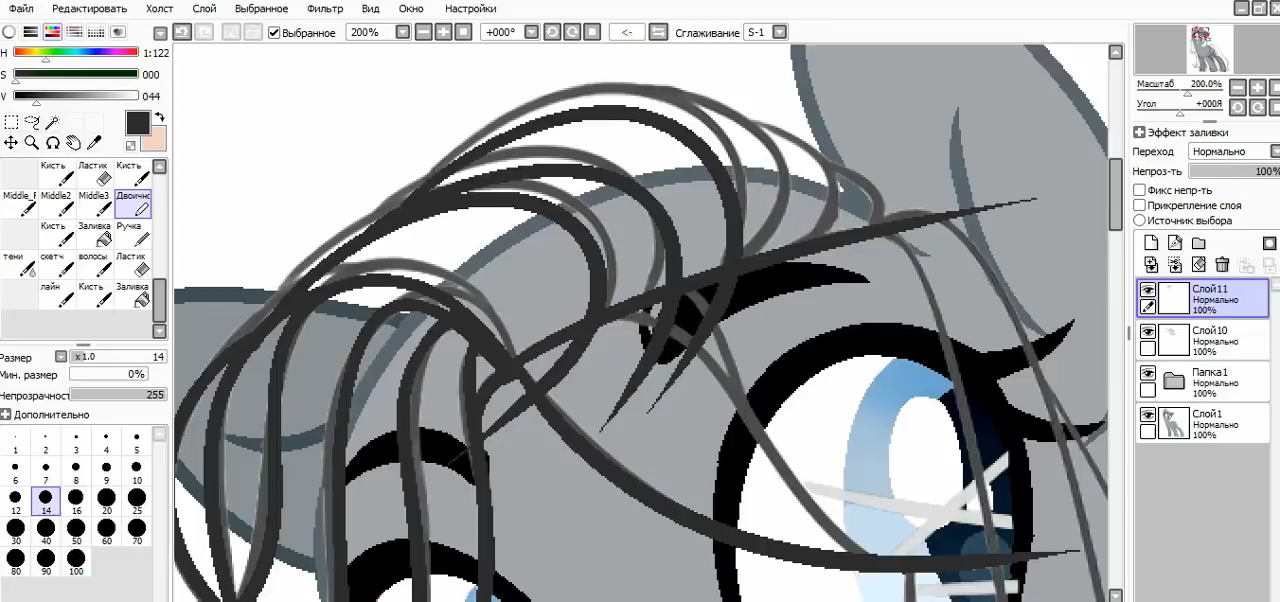 Файл Редактировать Холст Слой Выбранное Фильтр Вид Окно Настройки
Выбранное 200% +000° <- Сглаживание S-1
H 1:122
S 000
V 044
Кисть Ластик Кисть
Middle2 Middle3
Кисть Заливка Ручка
тени скетч волосы Ластик
лайн Кисть Заливка
Размер x 1.0 14
Мин. размер 0%
Непрозрачност 255
Дополнительно
1 2 3 4 5
6 7 8 9 10
12 14 16 20 25
30 40 50 60 70
80 90 100
Масштаб 200.0%
Угол +000Я
Эффект заливки
Переход Нормально
Непроз-ть 100%
Фикс непр-ть
Прикрепление слоя
Источник выбора
Слой11
Нормально
100%
Слой10
Нормально
100%
Папка1
Нормально
100%
Слой1
Нормально
100%